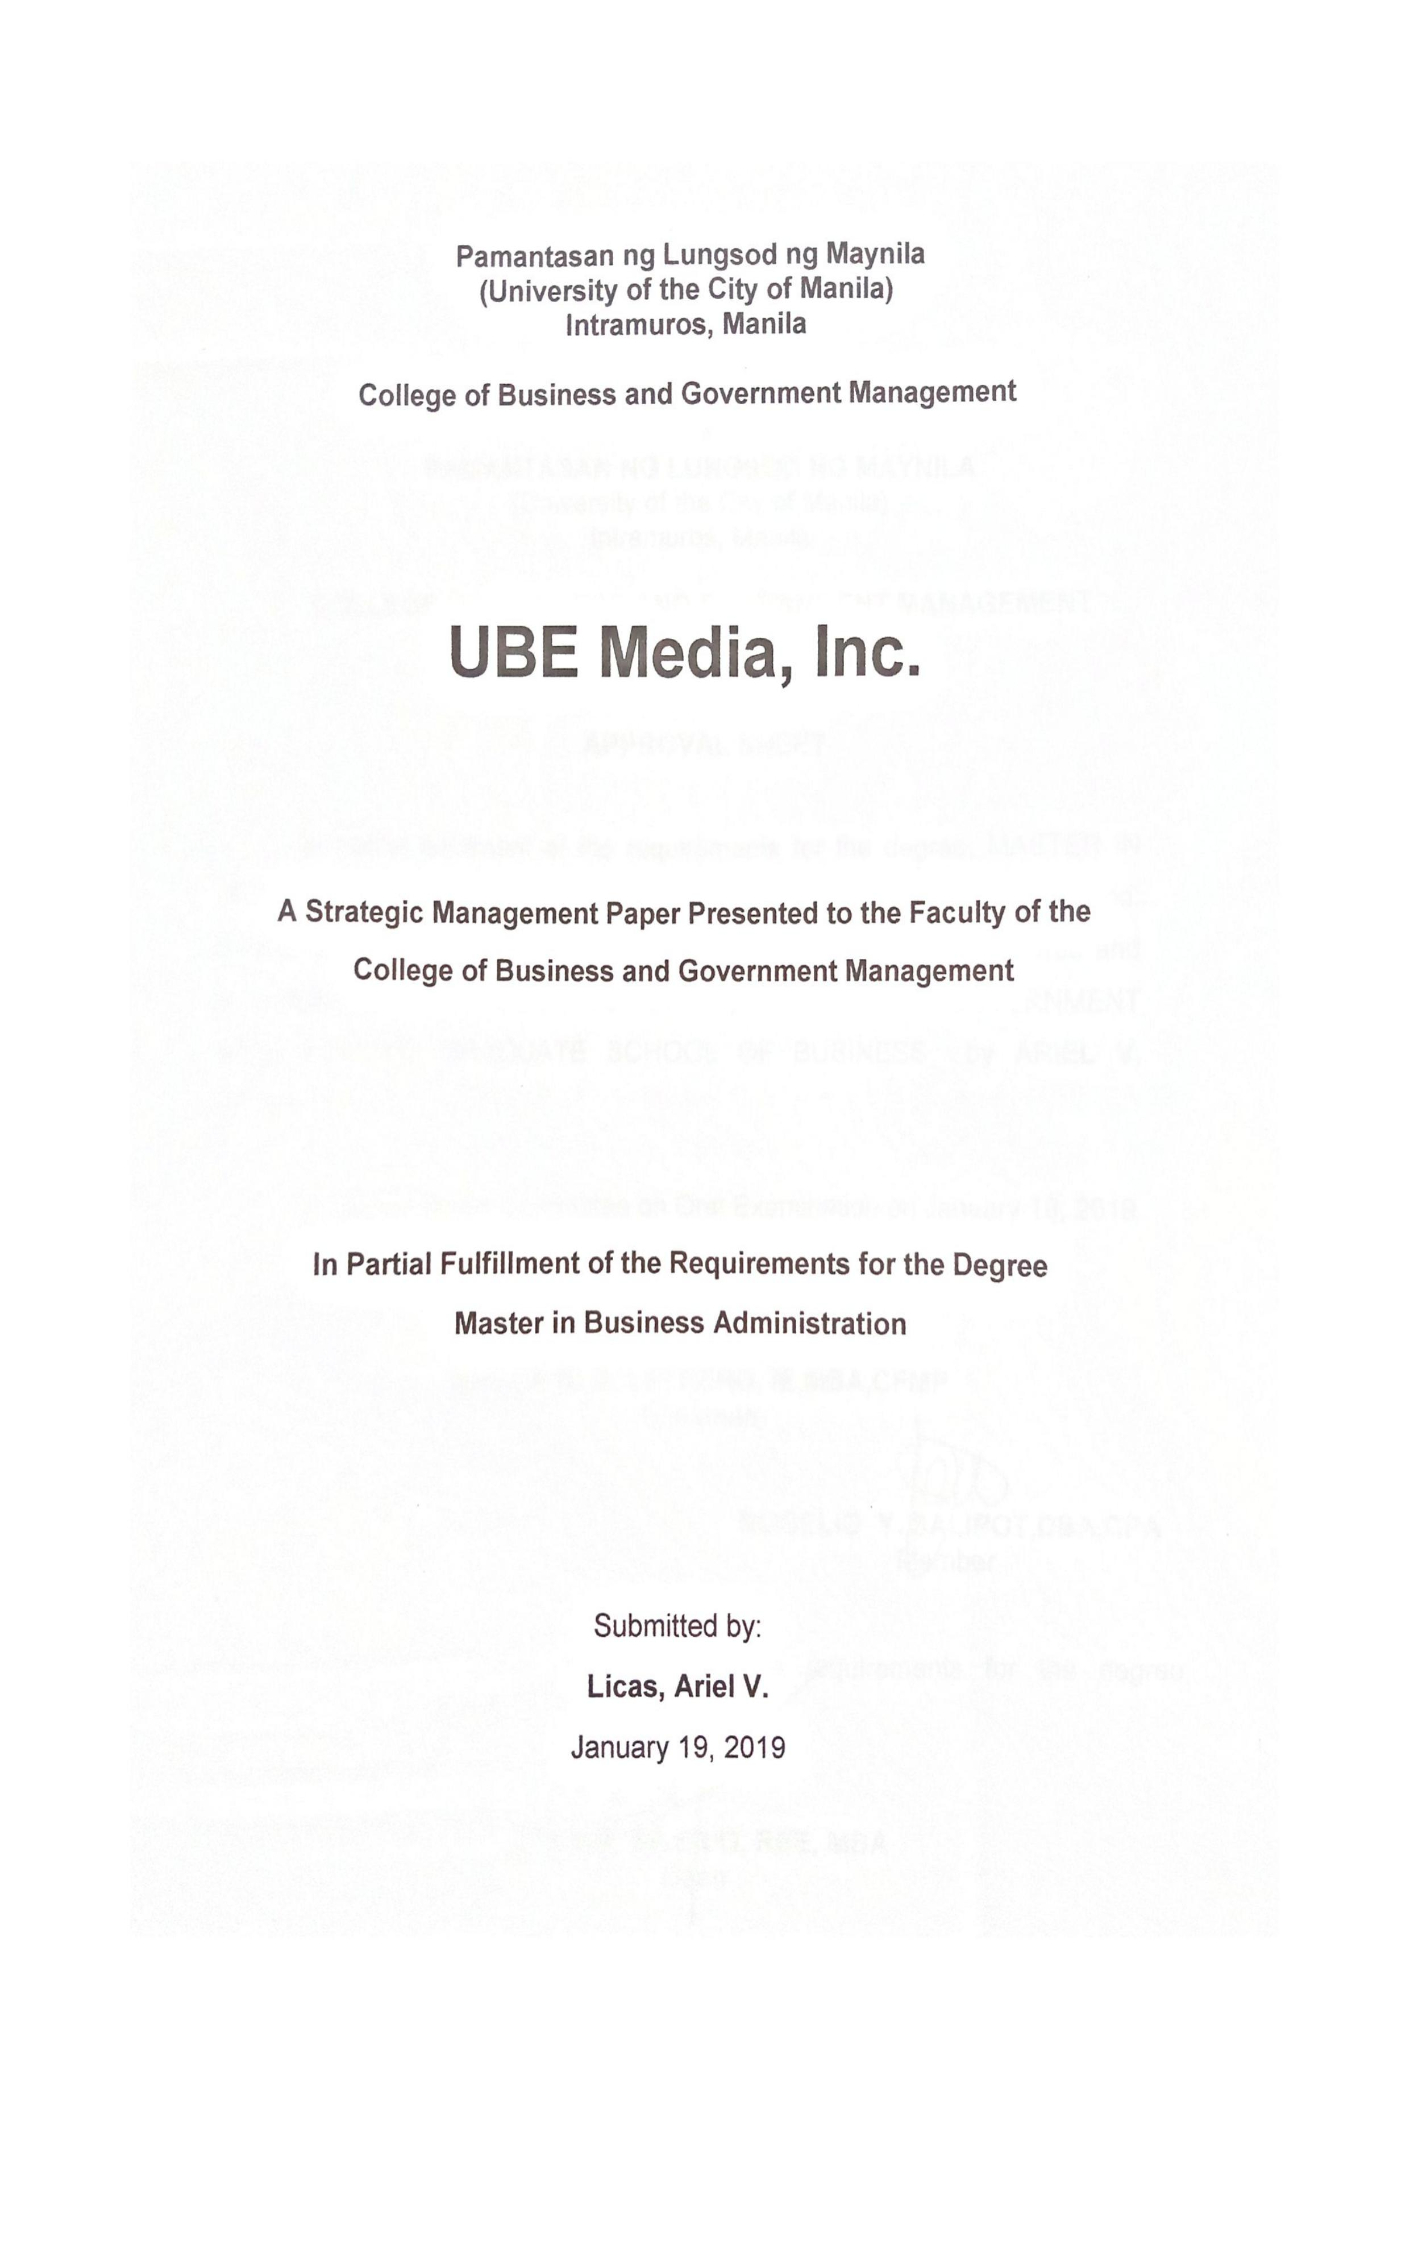 Pamantasan ng Lungsod ng Maynila
(University of the City of Manila)
Intramuros, Manila
College of Business and Government Management
UBE Media, Inc.
A Strategic Management Paper Presented to the Faculty of the
College of Business and Government Management
In Partial Fulfillment of the Requirements for the Degree
Master in Business Administration
Submitted by:
Licas, Ariel V.
January 19, 2019